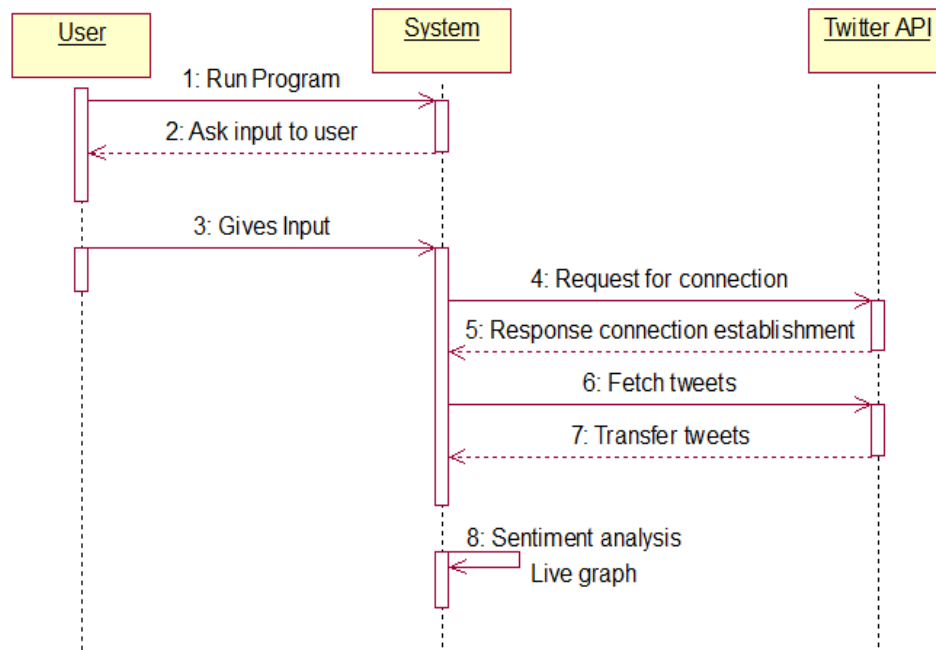 User
System
Twitter API
1: Run Program
2: Ask input to user
3: Gives Input
4: Request for connection
5: Response connection establishment
6: Fetch tweets
7: Transfer tweets
8: Sentiment analysis
Live graph